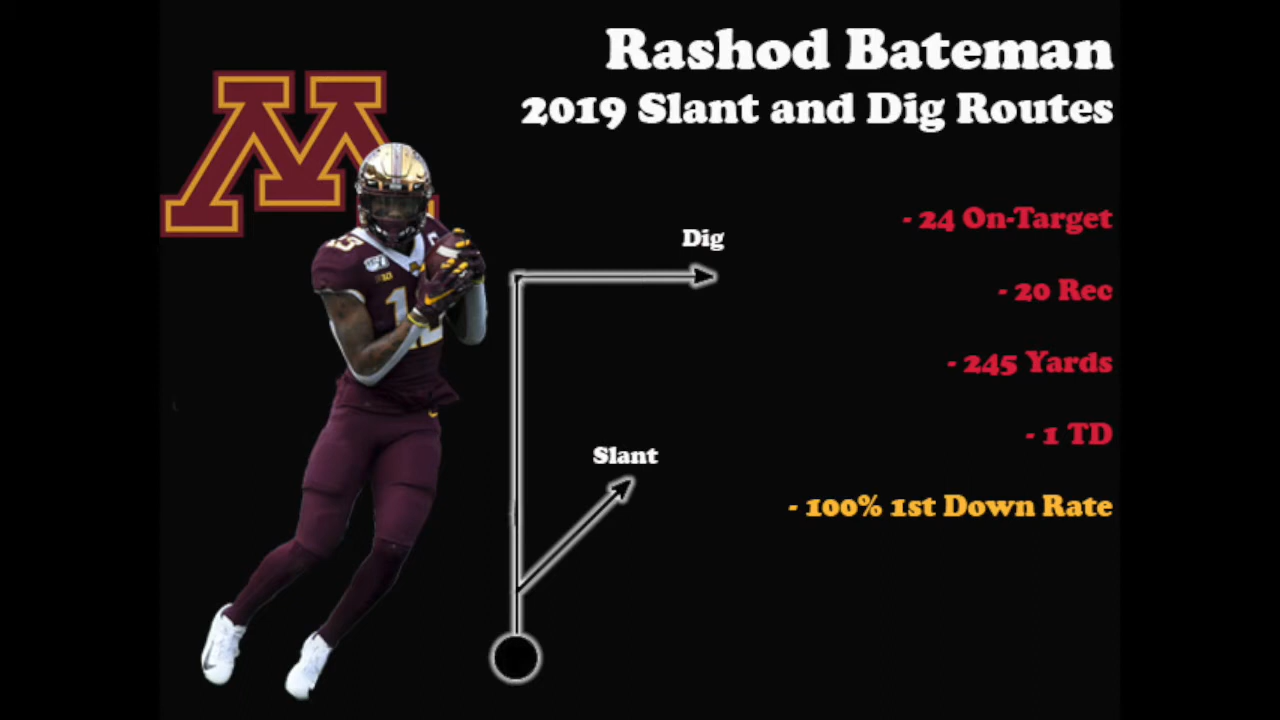 Rashod Bateman
2019 Slant and Dig Routes
- 24 On-Target
Dig
- 20 Rec
- 245 Yards
- 1 TD
Slant
- 100% 1st Down Rate